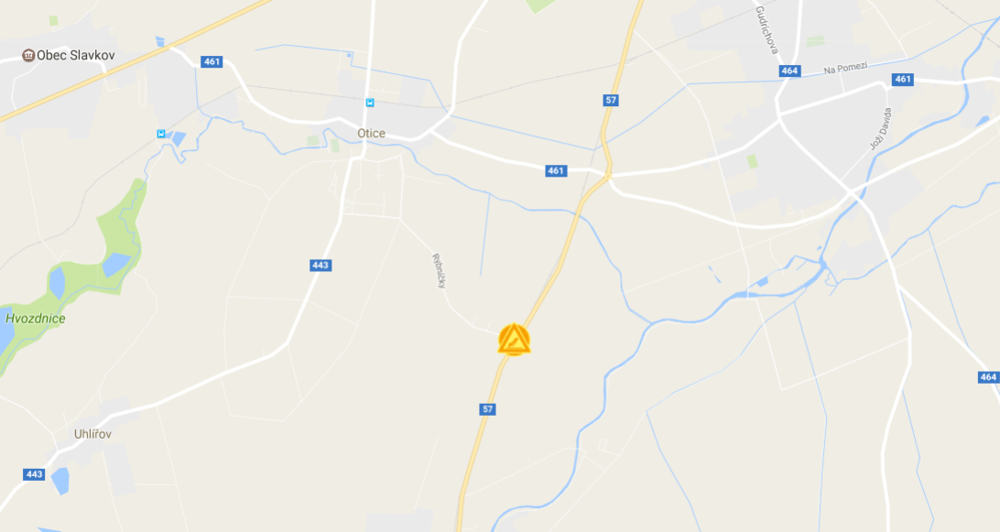 Gudrichova
Obec Slavkov
461
464
Na Pomezí
461
57
Joži Davida
Otice
461
443
Rybníčky
Hvozdnice
464
57
Uhlířov
443